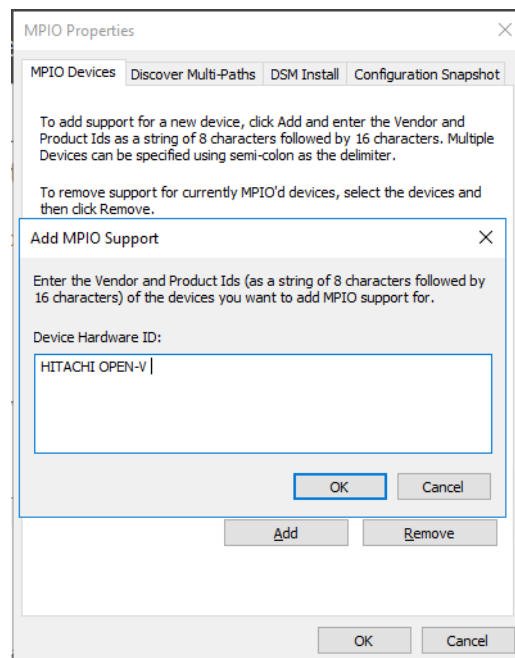 MPIO Properties
MPIO Devices Discover Multi-Paths DSM Install Configuration Snapshot
To add support for a new device, click Add and enter the Vendor and
Product Ids as a string of 8 characters followed by 16 characters. Multiple
Devices can be specified using semi-colon as the delimiter.
To remove support for currently MPIO'd devices, select the devices and
then click Remove.
Add MPIO Support
Enter the Vendor and Product Ids (as a string of 8 characters followed by
16 characters) of the devices you want to add MPIO support for.
Device Hardware ID:
HITACHI OPEN-V
OK Cancel
Add Remove
OK Cancel